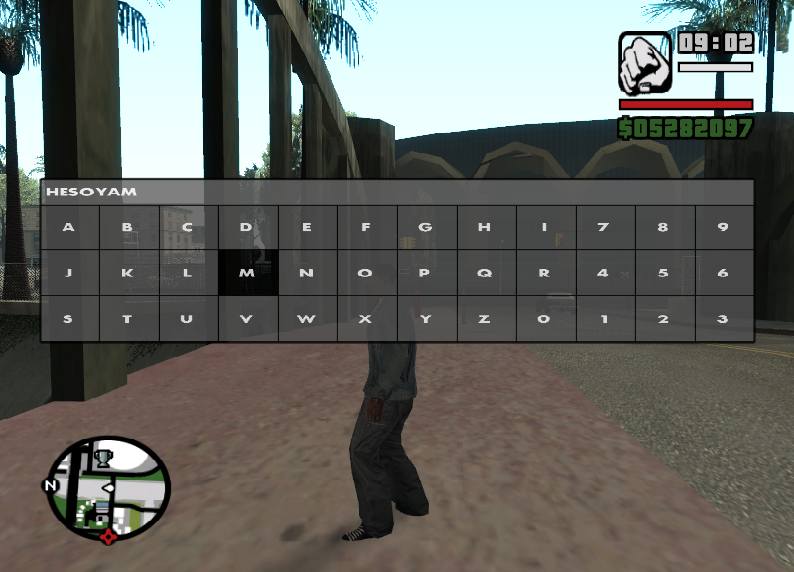 09:02
$05282097
HESOYAM
A B C D E F G H I 7 8 9
J K L M N O P Q R 4 5 6
S T U V W X Y Z 0 1 2 3
N